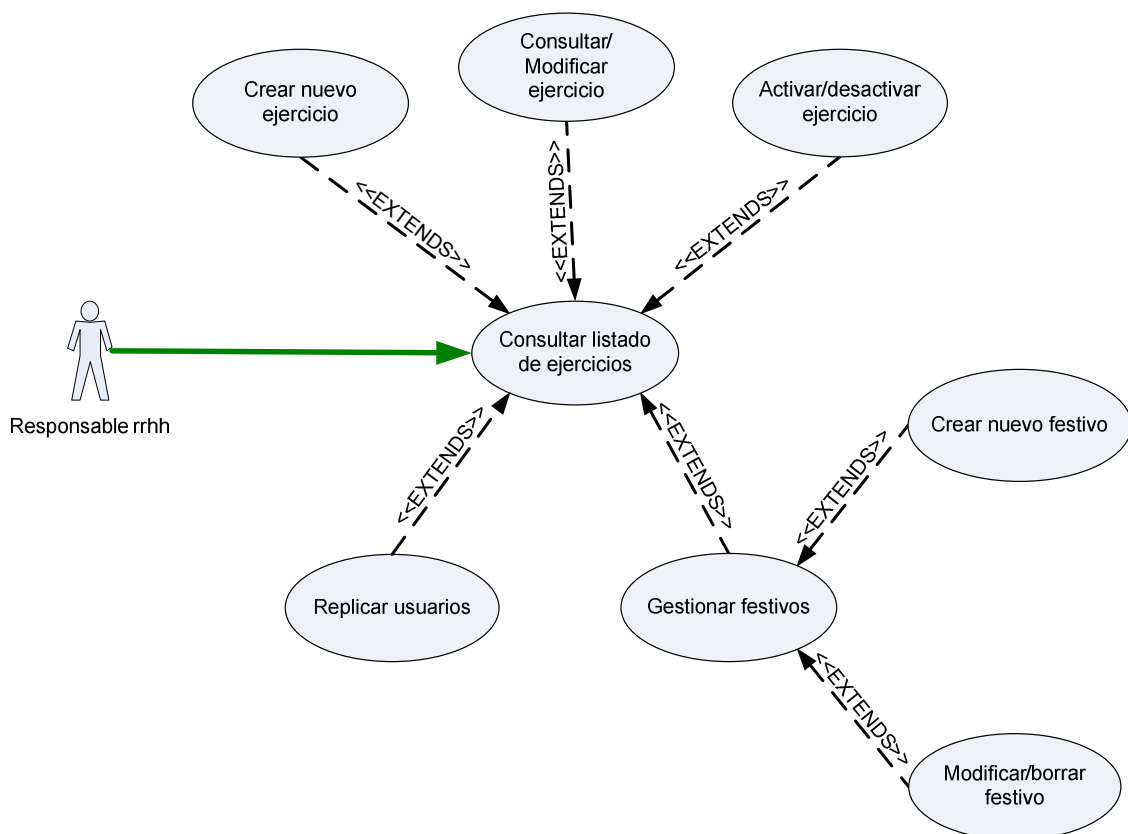 Crear nuevo
ejercicio
Consultar/
Modificar
ejercicio
Activar/desactivar
ejercicio
<<EXTENDS>>
<<EXTENDS>>
<<EXTENDS>>
Consultar listado
de ejercicios
Responsable rrhh
<<EXTENDS>>
<<EXTENDS>>
Crear nuevo festivo
<<EXTENDS>>
Replicar usuarios
Gestionar festivos
<<EXTENDS>>
Modificar/borrar
festivo